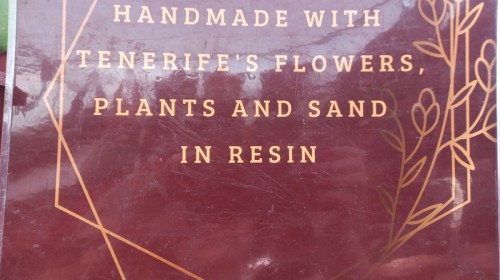 HANDMADE WITH
TENERIFE'S FLOWERS,
PLANTS AND SAND
IN RESIN